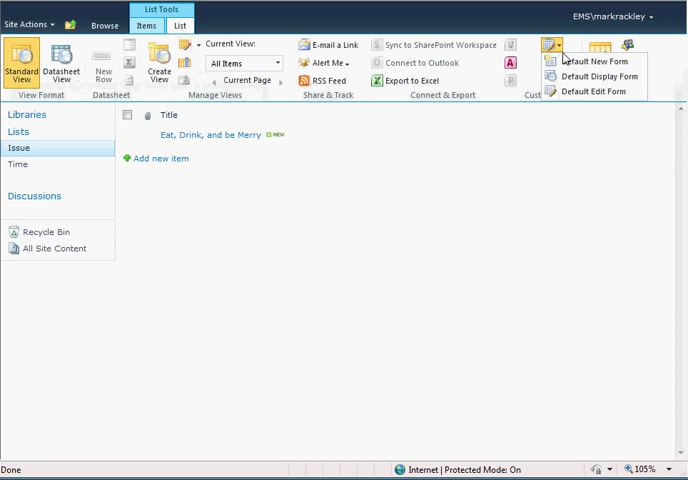 List Tools
Site Actions Browse Items List EMS\markrackley
Standard View
Datasheet View
New Row
Create View
Current View:
All Items
Current Page
E-mail a Link
Alert Me
RSS Feed
Sync to SharePoint Workspace
Connect to Outlook
Export to Excel
View Format Datasheet Manage Views Share & Track Connect & Export Cust
Default New Form
Default Display Form
Default Edit Form
Libraries
Lists
Issue
Time
Discussions
Recycle Bin
All Site Content
Title
Eat, Drink, and be Merry NEW
Add new item
Done Internet | Protected Mode: On 105%